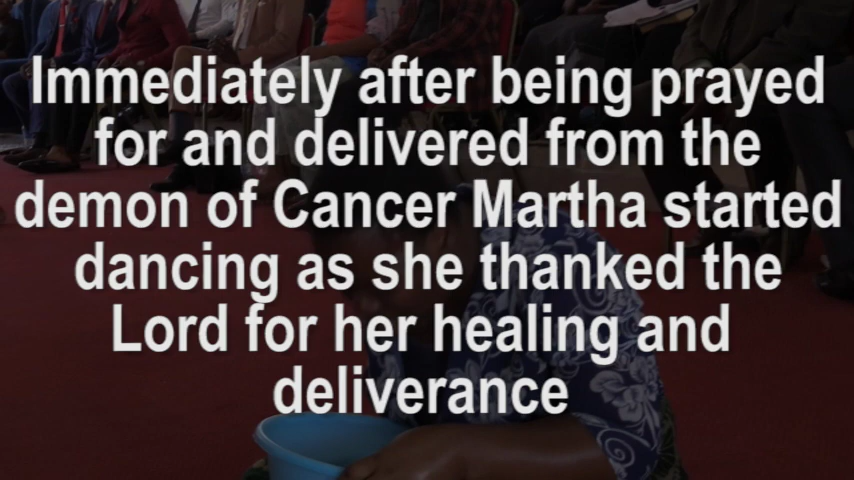 Immediately after being prayed
for and delivered from the
demon of Cancer Martha started
dancing as she thanked the
Lord for her healing and
deliverance